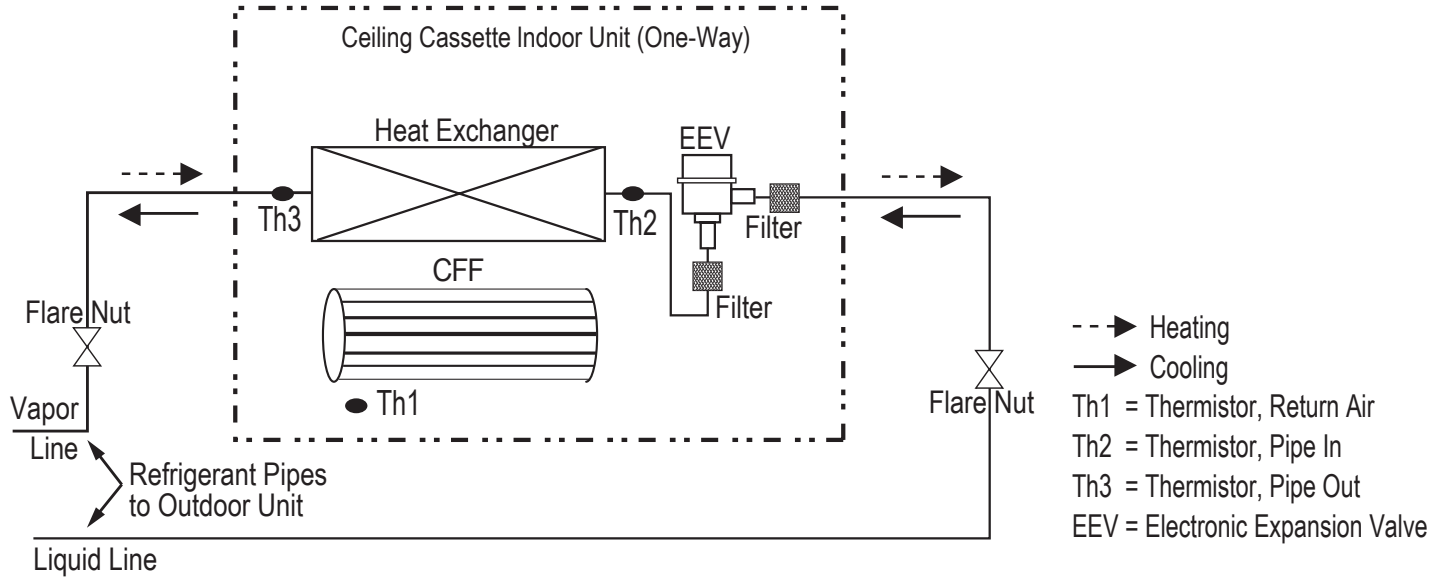 Ceiling Cassette Indoor Unit (One-Way)
Heat Exchanger
EEV
Th3
Th2
Filter
CFF
Filter
Flare Nut
Th1
Flare Nut
Vapor
Line
Refrigerant Pipes
to Outdoor Unit
Liquid Line
Heating
Cooling
Th1 = Thermistor, Return Air
Th2 = Thermistor, Pipe In
Th3 = Thermistor, Pipe Out
EEV = Electronic Expansion Valve